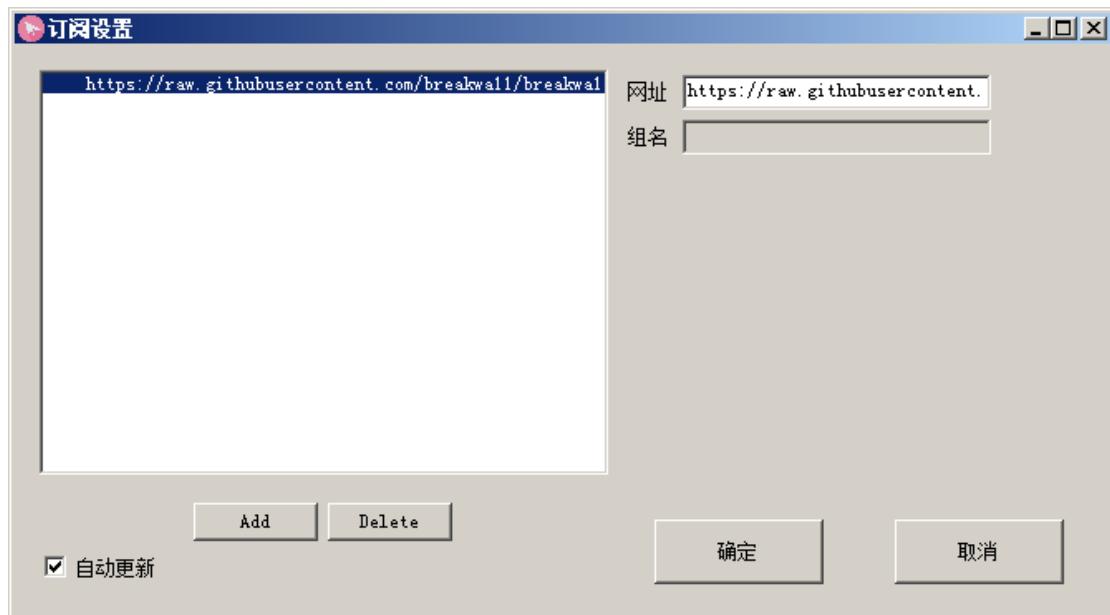 订阅设置
https://raw.githubusercontent.com/breakwa11/breakwa1
网址 https://raw.githubusercontent.
组名
Add Delete
自动更新
确定 取消